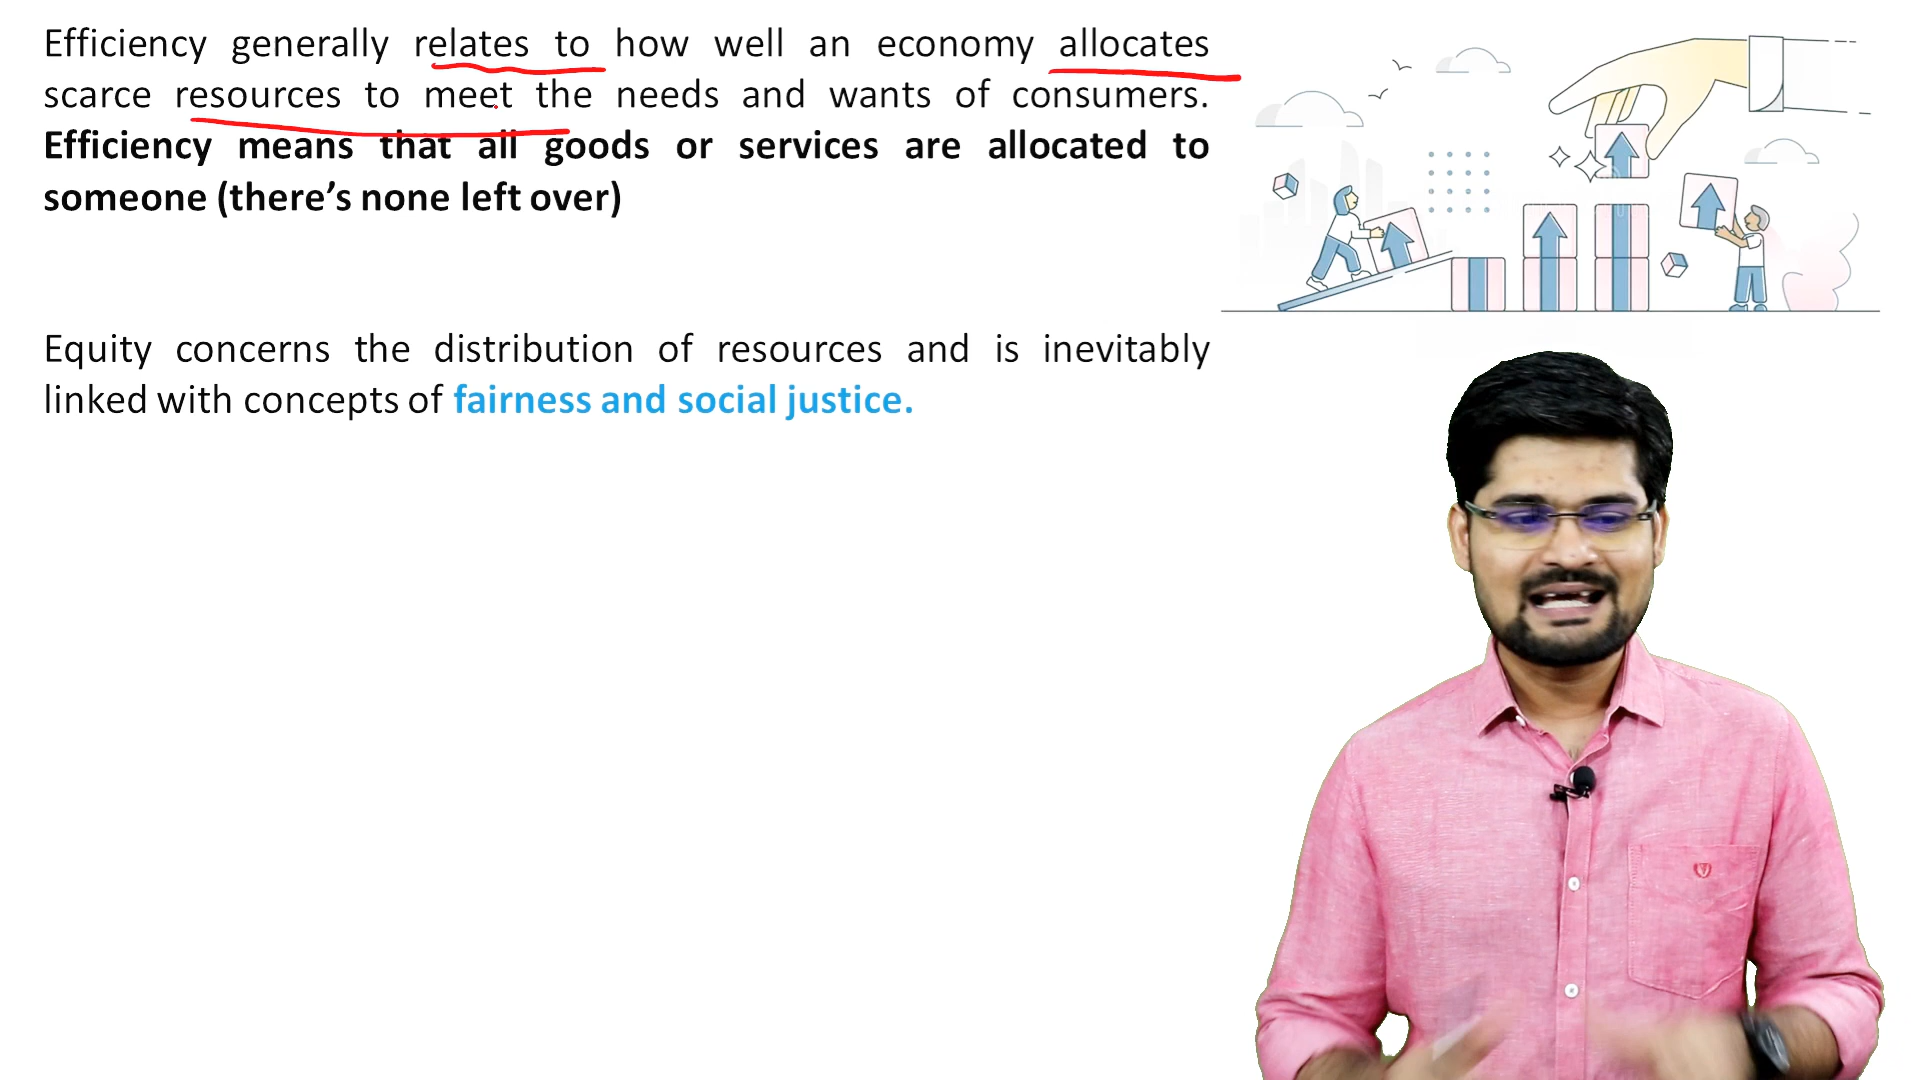 Efficiency generally relates to how well an economy allocates
scarce resources to meet the needs and wants of consumers.
Efficiency means that all goods or services are allocated to
someone (there’s none left over)
Equity concerns the distribution of resources and is inevitably
linked with concepts of fairness and social justice.